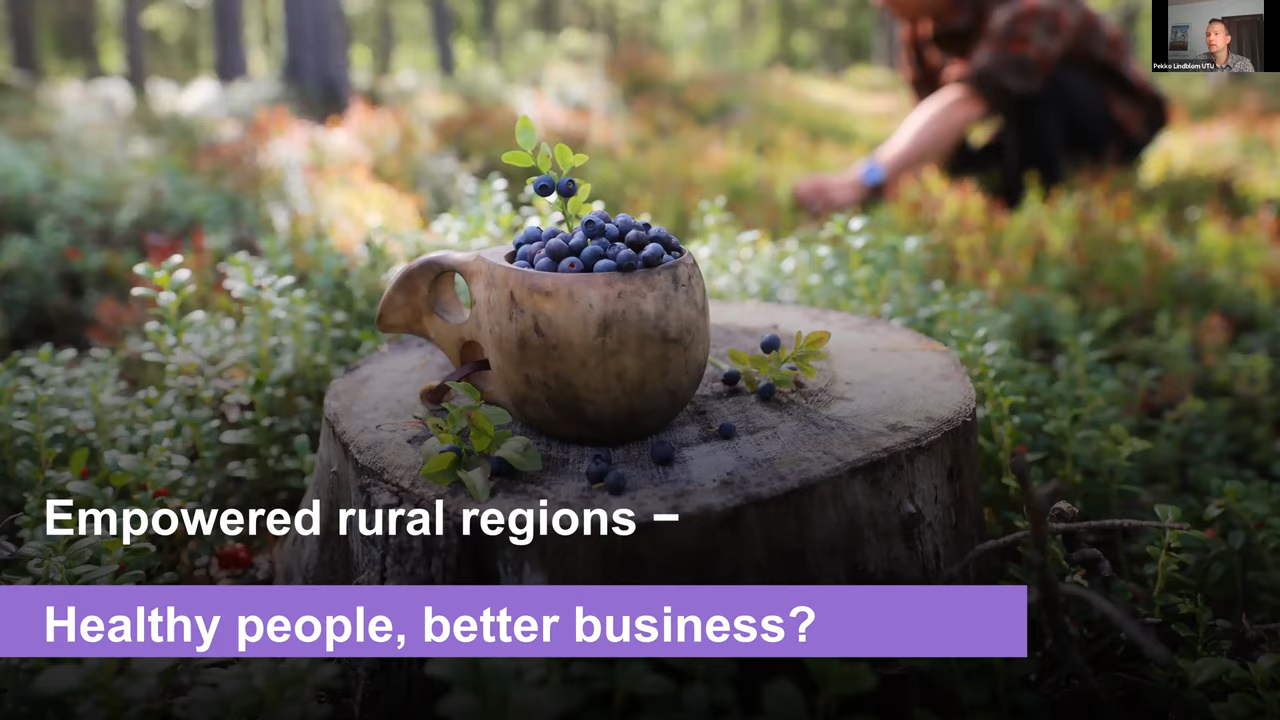 Pekko Lindblom UTU
Empowered rural regions –
Healthy people, better business?